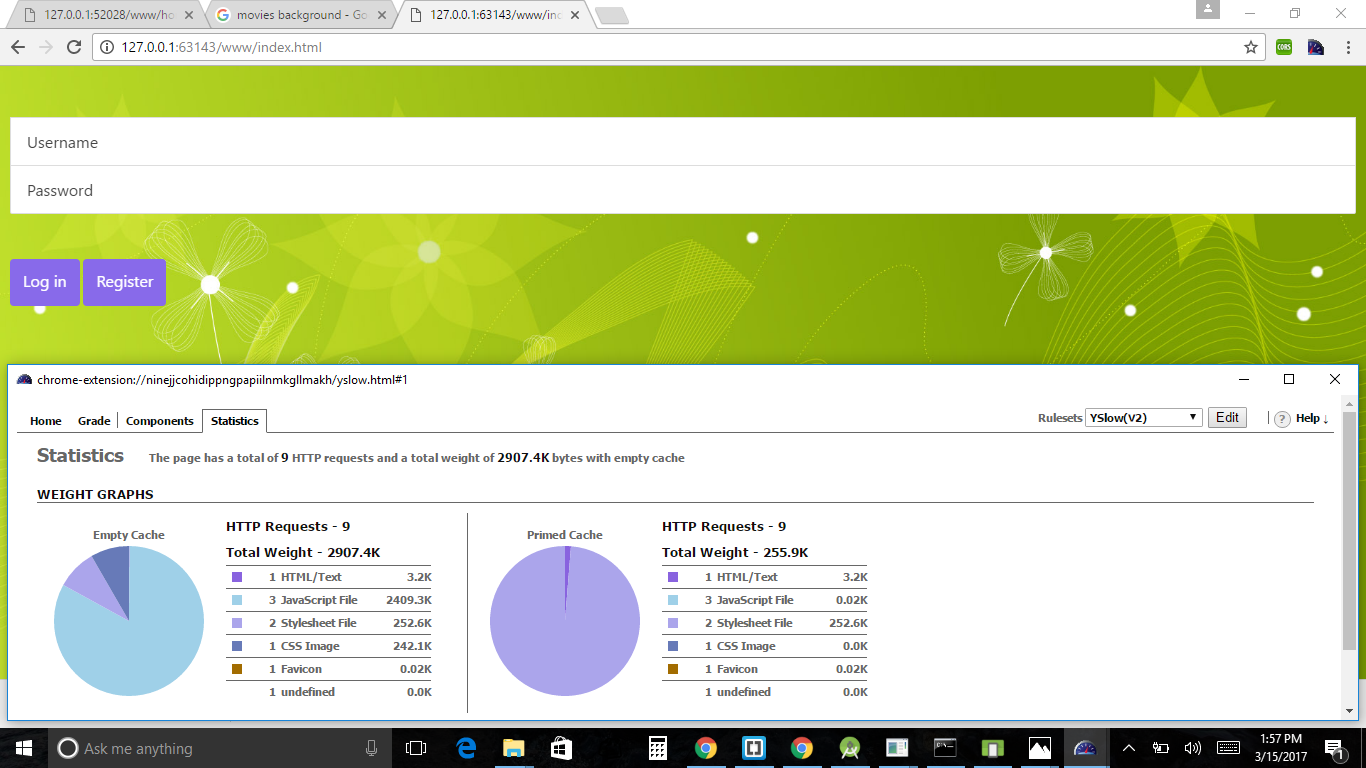 127.0.0.1:52028/www/ho
movies background - Go
127.0.0.1:63143/www/inc
127.0.0.1:63143/www/index.html
CORS
Username
Password
Log in
Register
chrome-extension://ninejjcohidippngpapiilnmkgllmakh/yslow.html#1
Home Grade Components Statistics
Rulesets YSlow(V2) Edit ? Help ↓
Statistics The page has a total of 9 HTTP requests and a total weight of 2907.4K bytes with empty cache
WEIGHT GRAPHS
Empty Cache
HTTP Requests - 9
Total Weight - 2907.4K
1 HTML/Text 3.2K
3 JavaScript File 2409.3K
2 Stylesheet File 252.6K
1 CSS Image 242.1K
1 Favicon 0.02K
1 undefined 0.0K
Primed Cache
HTTP Requests - 9
Total Weight - 255.9K
1 HTML/Text 3.2K
3 JavaScript File 0.02K
2 Stylesheet File 252.6K
1 CSS Image 0.0K
1 Favicon 0.02K
1 undefined 0.0K
Ask me anything
1:57 PM
3/15/2017
1